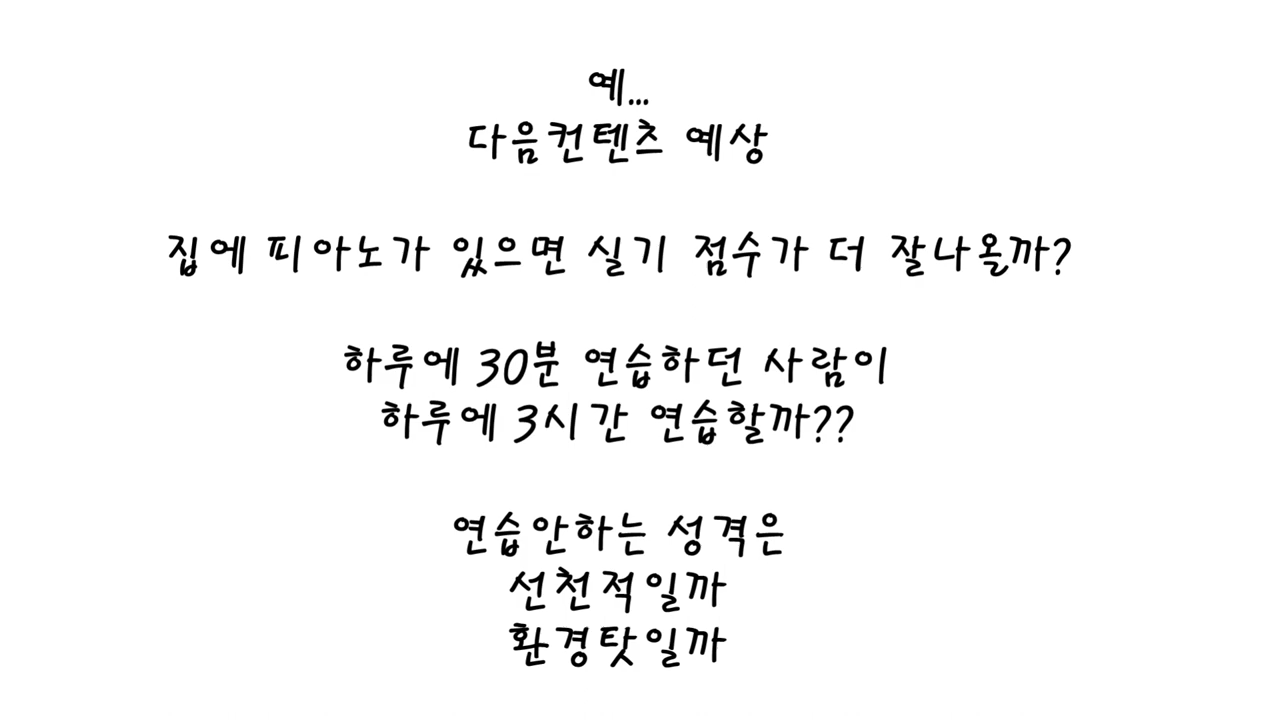 예...
다음컨텐츠 예상
집에 피아노가 있으면 실기 점수가 더 잘나올까?
하루에 30분 연습하던 사람이
하루에 3시간 연습할까??
연습안하는 성격은
선천적일까
환경탓일까